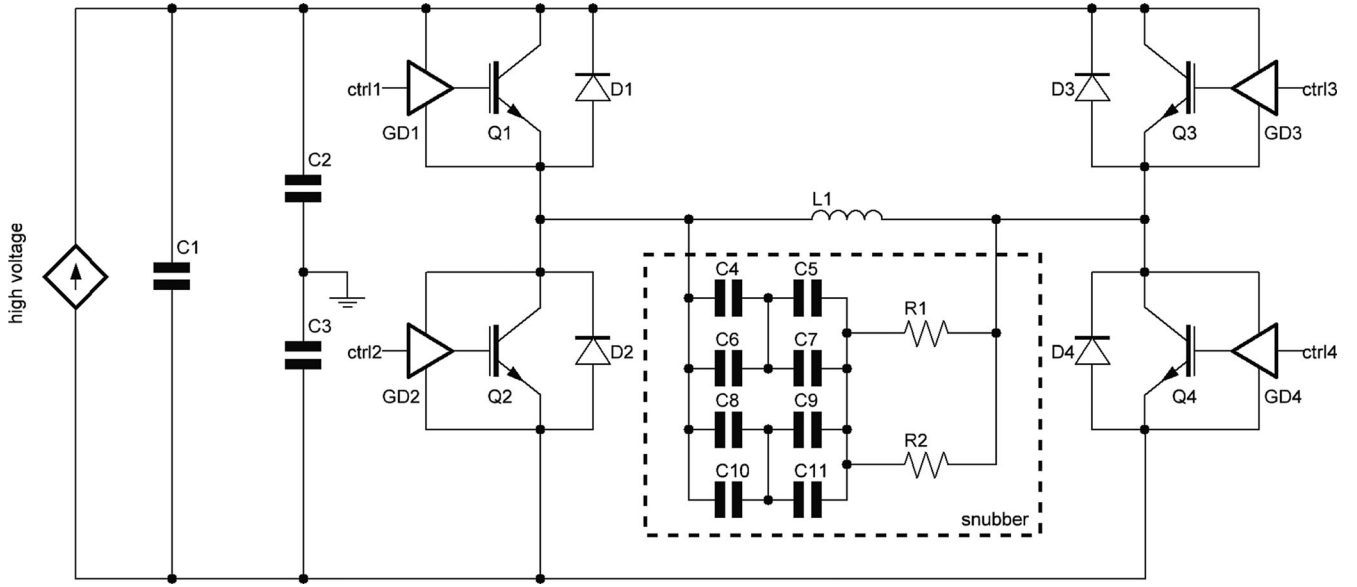 ctrl1
GD1
Q1
D1
D3
Q3
GD3
ctrl3
high voltage
C1
C2
C3
L1
ctrl2
GD2
Q2
D2
C4
C5
C6
C7
C8
C9
C10
C11
R1
R2
snubber
D4
Q4
GD4
ctrl4